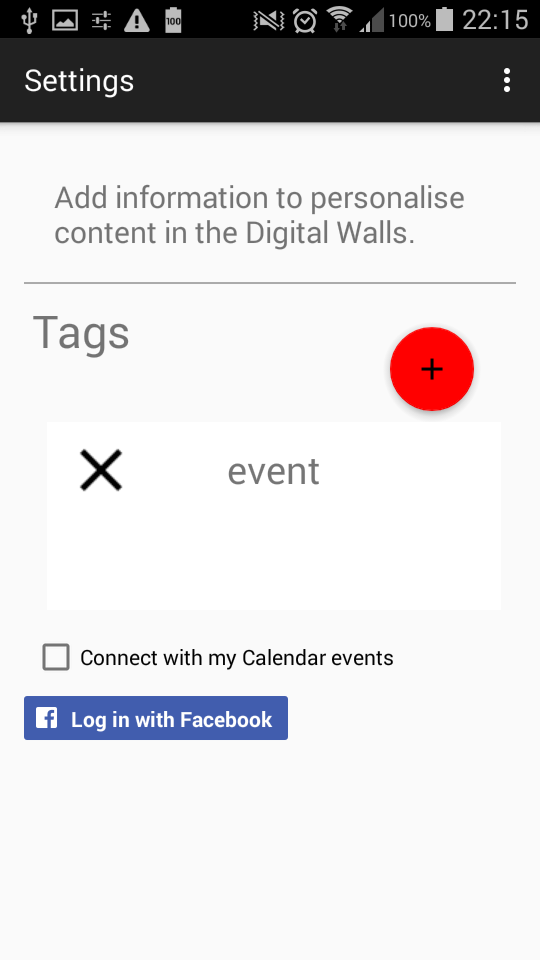 100 100% 22:15
Settings
Add information to personalise
content in the Digital Walls.
Tags
+
event
Connect with my Calendar events
f Log in with Facebook